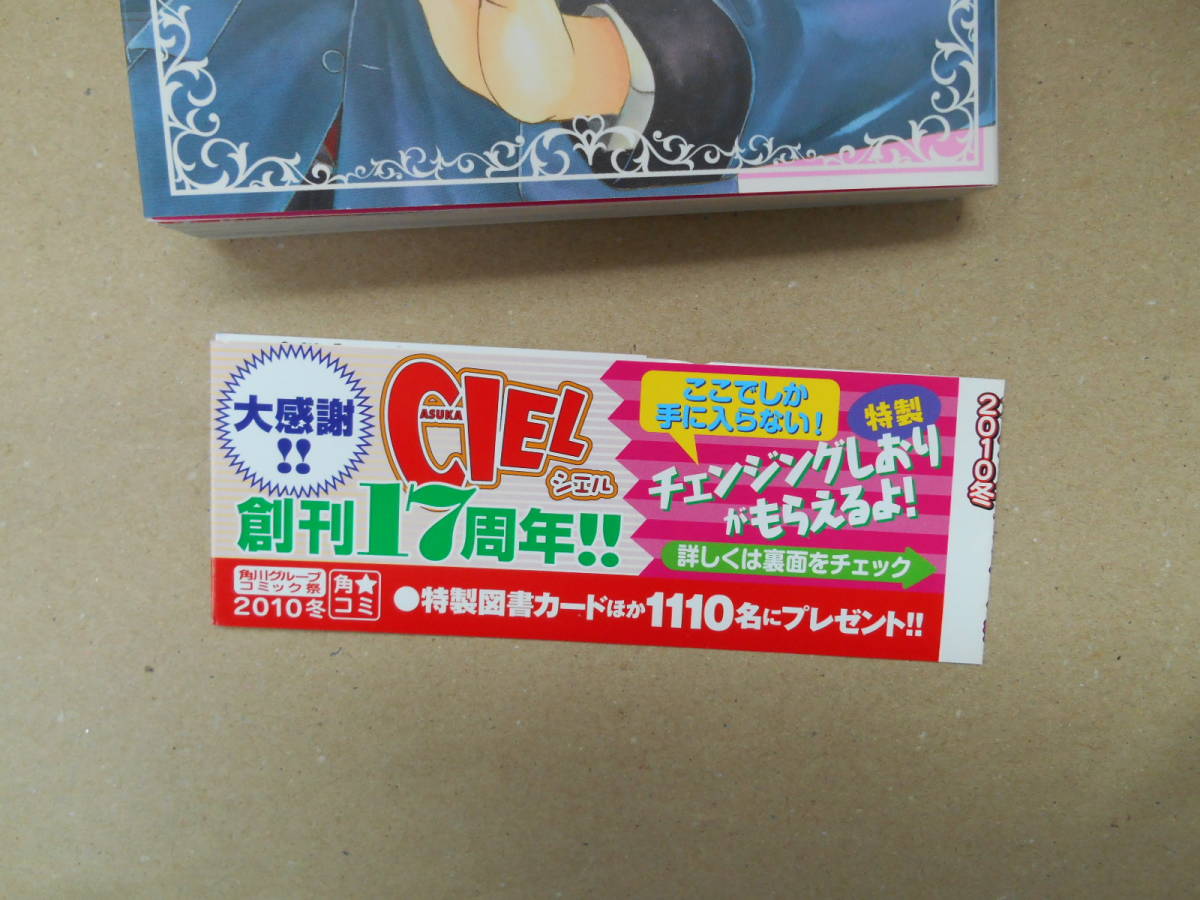 大感謝
!!
ASUKA
CIEL
シエル
創刊17周年!!
ここでしか
手に入らない!
特製
チェンジングしおり
がもらえるよ!
詳しくは裏面をチェック
角川グループ
コミック祭
2010冬
角★
コミ
●特製図書カードほか1110名にプレゼント!!
2010冬